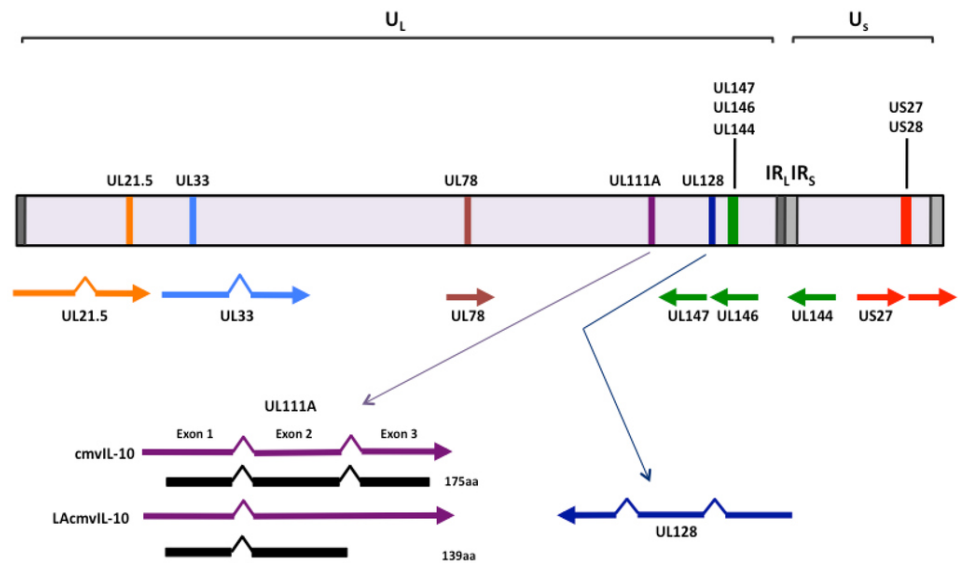 UL US
UL147
UL146 US27
UL144 US28
UL21.5 UL33 UL78 UL111A UL128 IRL IRS
UL21.5 UL33 UL78 UL147 UL146 UL144 US27
UL111A
Exon 1 Exon 2 Exon 3
cmvIL-10
175aa
LAcmvIL-10
UL128
139aa